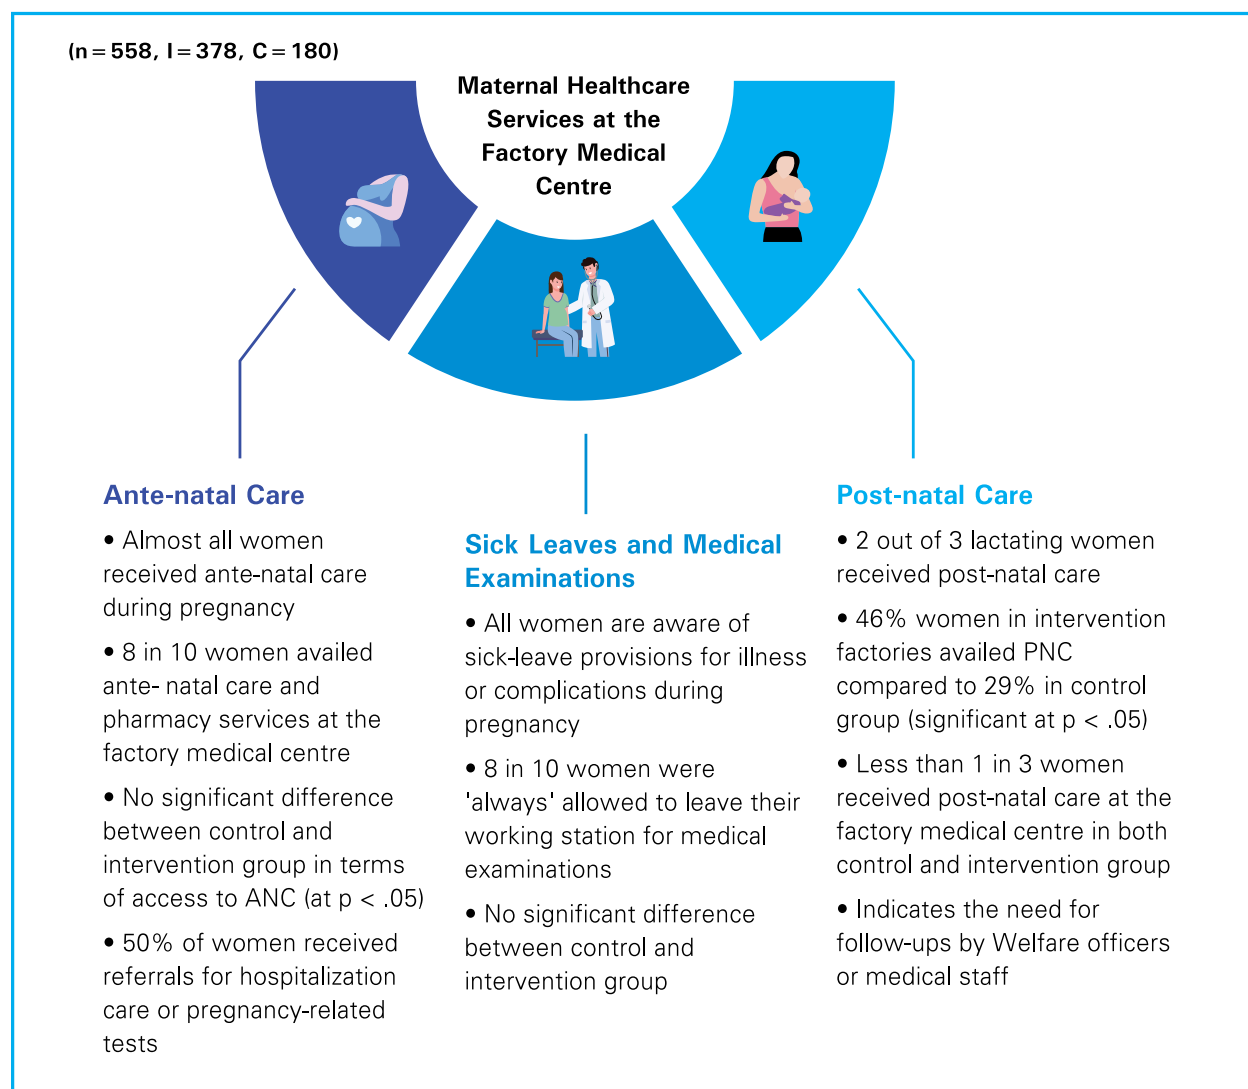 (n = 558, I = 378, C = 180)
Maternal Healthcare
Services at the
Factory Medical
Centre
Ante-natal Care
• Almost all women
received ante-natal care
during pregnancy
• 8 in 10 women availed
ante- natal care and
pharmacy services at the
factory medical centre
• No significant difference
between control and
intervention group in terms
of access to ANC (at p < .05)
• 50% of women received
referrals for hospitalization
care or pregnancy-related
tests
Sick Leaves and Medical
Examinations
• All women are aware of
sick-leave provisions for illness
or complications during
pregnancy
• 8 in 10 women were
'always' allowed to leave their
working station for medical
examinations
• No significant difference
between control and
intervention group
Post-natal Care
• 2 out of 3 lactating women
received post-natal care
• 46% women in intervention
factories availed PNC
compared to 29% in control
group (significant at p < .05)
• Less than 1 in 3 women
received post-natal care at the
factory medical centre in both
control and intervention group
• Indicates the need for
follow-ups by Welfare officers
or medical staff